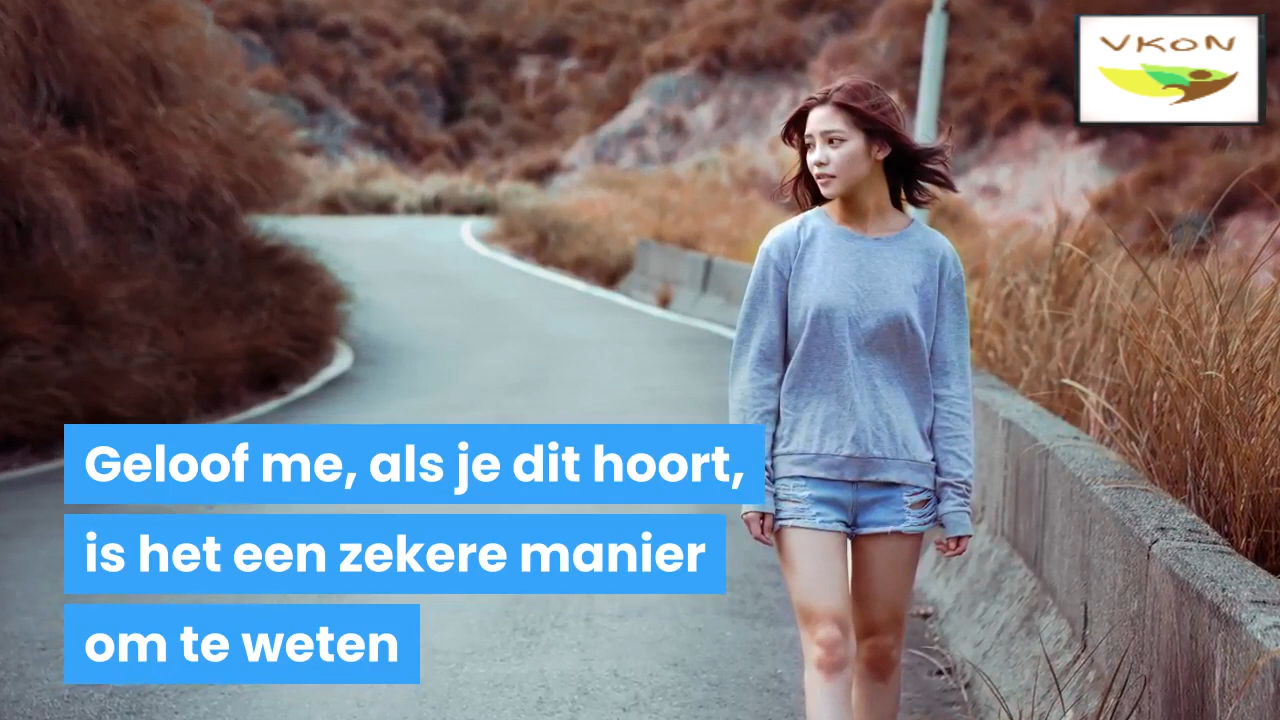 VKON
Geloof me, als je dit hoort,
is het een zekere manier
om te weten